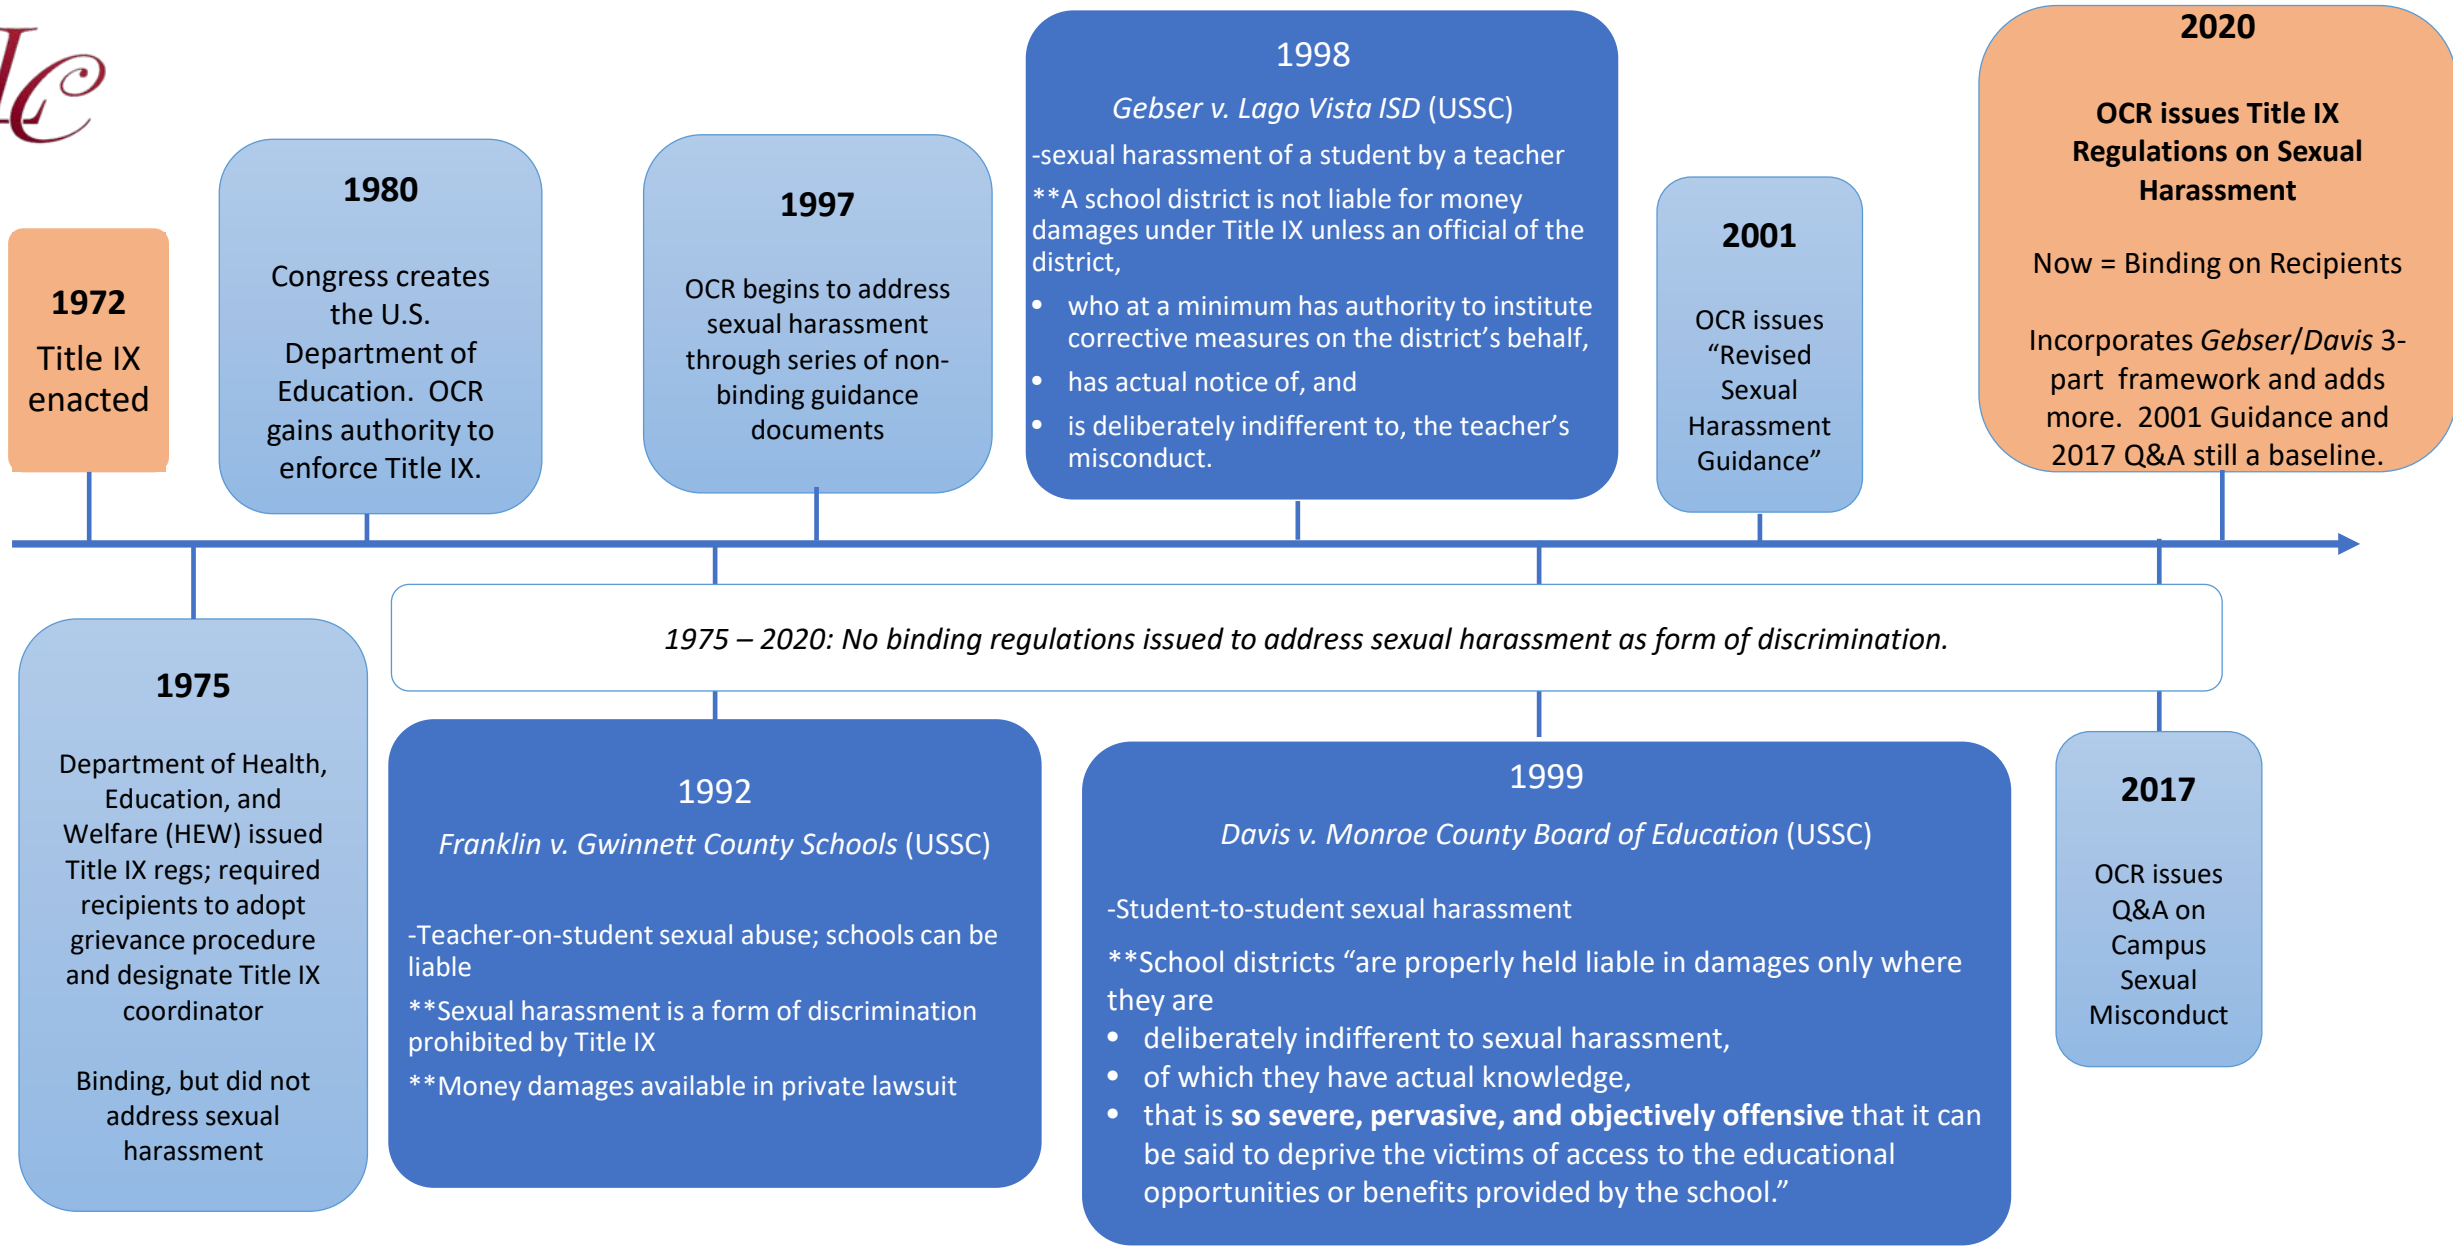 LC
1972
Title IX
enacted
1980
Congress creates
the U.S.
Department of
Education.  OCR
gains authority to
enforce Title IX.
1997
OCR begins to address
sexual harassment
through series of non-
binding guidance
documents
1998
Gebser v. Lago Vista ISD (USSC)
-sexual harassment of a student by a teacher
**A school district is not liable for money
damages under Title IX unless an official of the
district,
• who at a minimum has authority to institute
corrective measures on the district’s behalf,
• has actual notice of, and
• is deliberately indifferent to, the teacher’s
misconduct.
2001
OCR issues
“Revised
Sexual
Harassment
Guidance”
2020
OCR issues Title IX
Regulations on Sexual
Harassment
Now = Binding on Recipients
Incorporates Gebser/Davis 3-
part  framework and adds
more.  2001 Guidance and
2017 Q&A still a baseline.
1975 – 2020: No binding regulations issued to address sexual harassment as form of discrimination.
1975
Department of Health,
Education, and
Welfare (HEW) issued
Title IX regs; required
recipients to adopt
grievance procedure
and designate Title IX
coordinator
Binding, but did not
address sexual
harassment
1992
Franklin v. Gwinnett County Schools (USSC)
-Teacher-on-student sexual abuse; schools can be
liable
**Sexual harassment is a form of discrimination
prohibited by Title IX
**Money damages available in private lawsuit
1999
Davis v. Monroe County Board of Education (USSC)
-Student-to-student sexual harassment
**School districts “are properly held liable in damages only where
they are
• deliberately indifferent to sexual harassment,
• of which they have actual knowledge,
• that is so severe, pervasive, and objectively offensive that it can
be said to deprive the victims of access to the educational
opportunities or benefits provided by the school.”
2017
OCR issues
Q&A on
Campus
Sexual
Misconduct